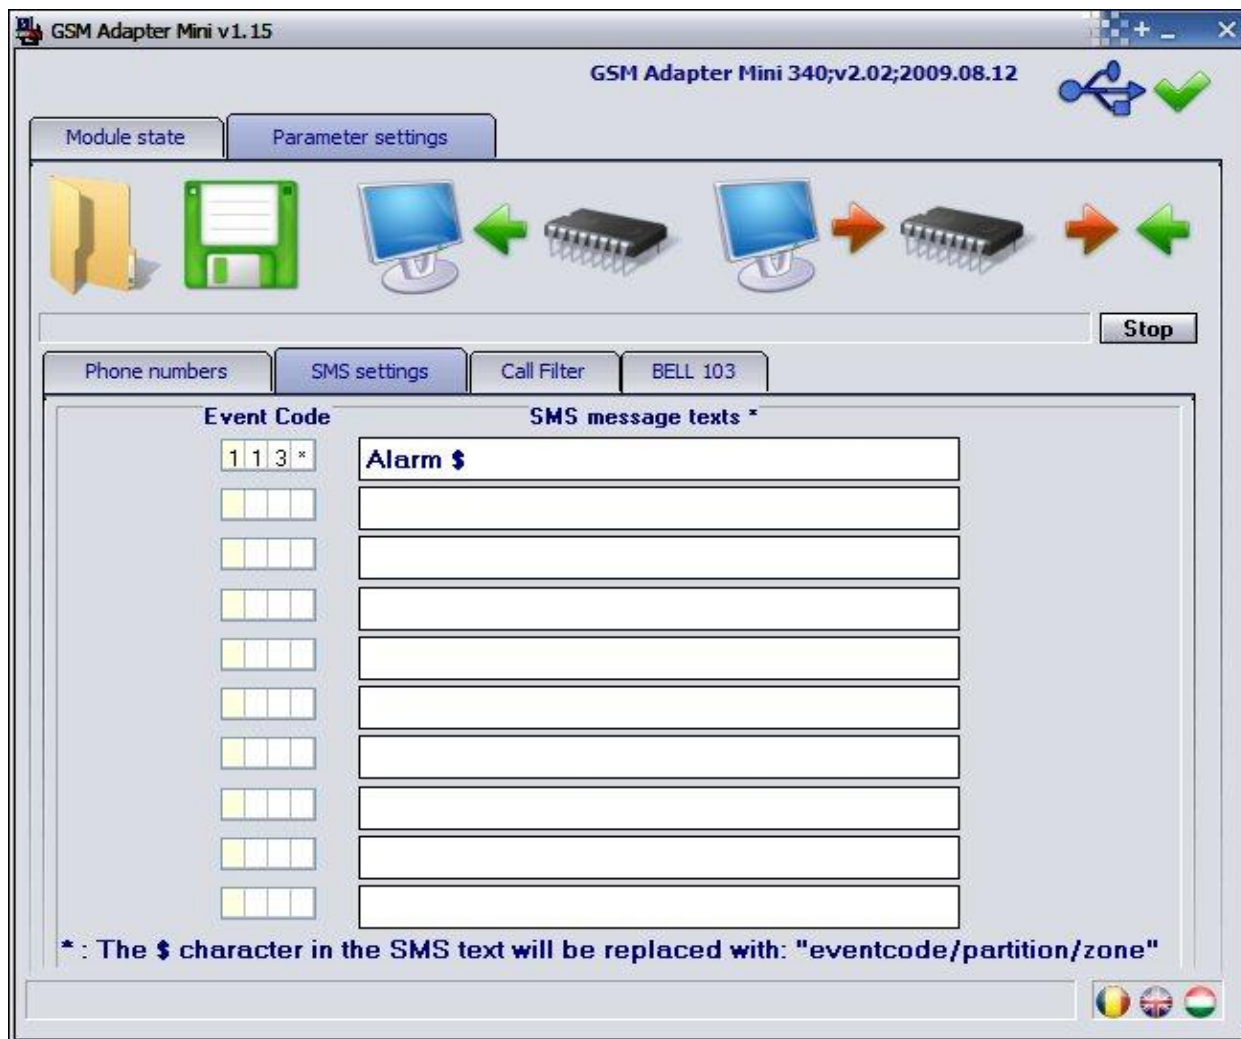 GSM Adapter Mini v1.15
GSM Adapter Mini 340;v2.02;2009.08.12
Module state Parameter settings
Stop
Phone numbers SMS settings Call Filter BELL 103
Event Code SMS message texts *
1 1 3 * Alarm $
* : The $ character in the SMS text will be replaced with: "eventcode/partition/zone"